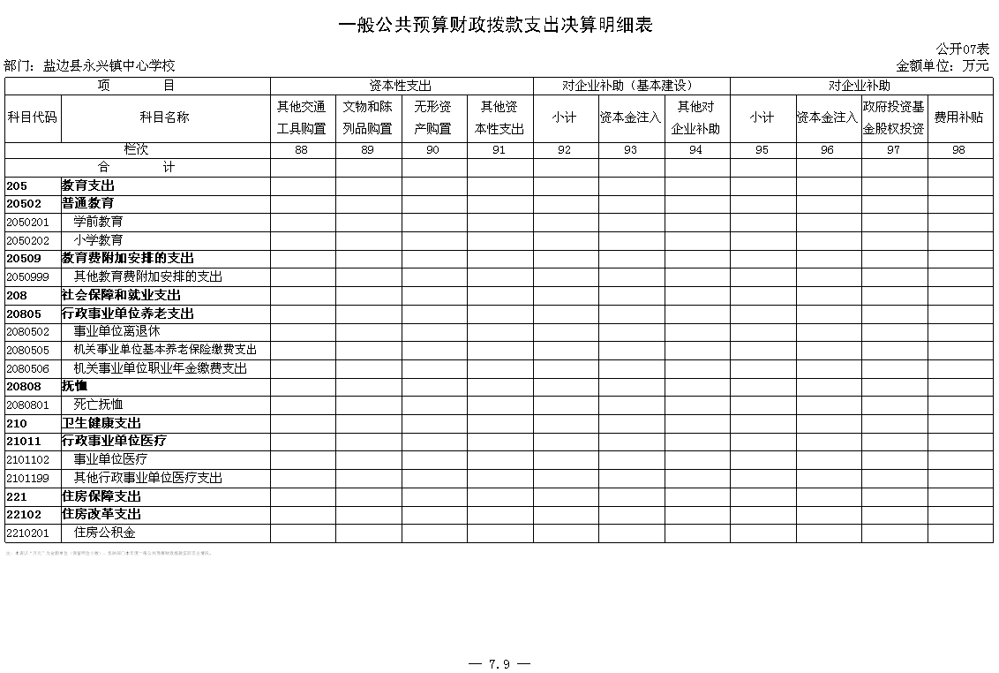 一般公共预算财政拨款支出决算明细表
公开07表
部门：盐边县永兴镇中心学校 金额单位：万元
项 目 资本性支出 对企业补助（基本建设） 对企业补助
科目代码 科目名称 其他交通工具购置 文物和陈列品购置 无形资产购置 其他资本性支出 小计 资本金注入 其他对企业补助 小计 资本金注入 政府投资基金股权投资 费用补贴
栏次 88 89 90 91 92 93 94 95 96 97 98
合 计
205 教育支出
20502 普通教育
2050201 学前教育
2050202 小学教育
20509 教育费附加安排的支出
2050999 其他教育费附加安排的支出
208 社会保障和就业支出
20805 行政事业单位养老支出
2080502 事业单位离退休
2080505 机关事业单位基本养老保险缴费支出
2080506 机关事业单位职业年金缴费支出
20808 抚恤
2080801 死亡抚恤
210 卫生健康支出
21011 行政事业单位医疗
2101102 事业单位医疗
2101199 其他行政事业单位医疗支出
221 住房保障支出
22102 住房改革支出
2210201 住房公积金
— 7.9 —